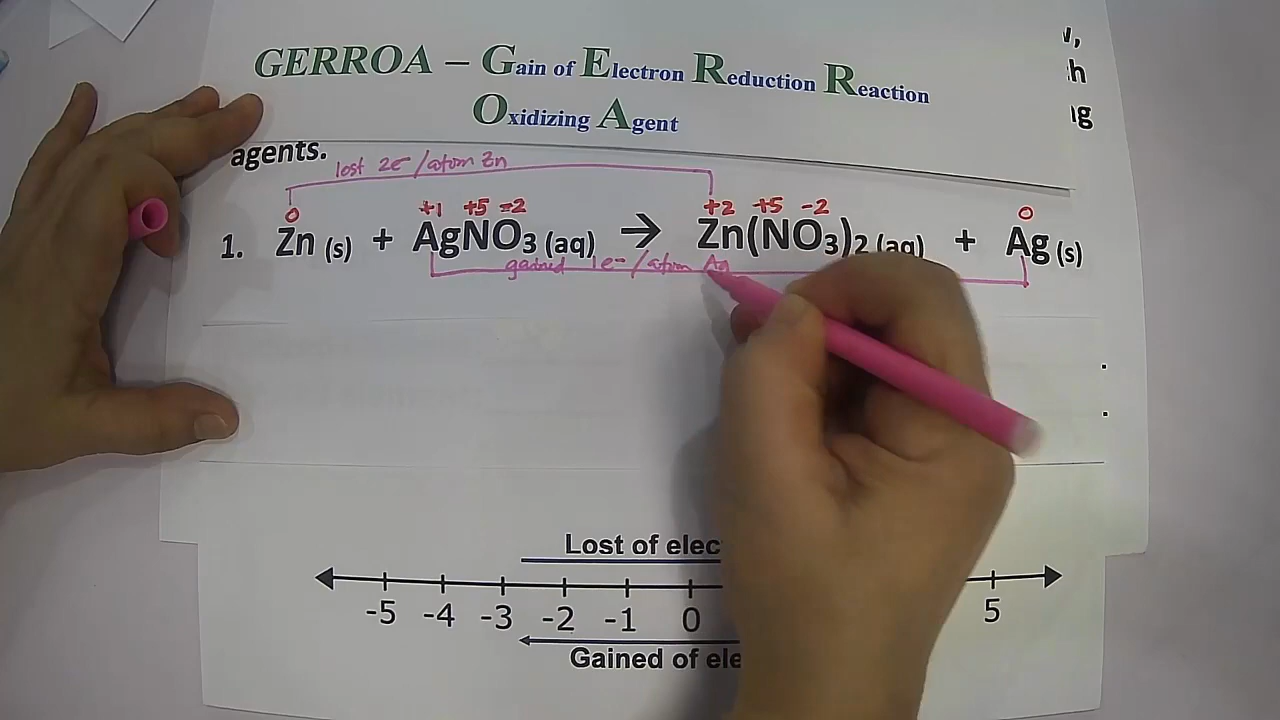 GERROA – Gain of Electron Reduction Reaction
Oxidizing Agent
,
h
g
agents.
lost 2e⁻/atom Zn
0 +1 +5 -2 +2 +5 -2 0
1. Zn (s) + AgNO3 (aq) → Zn(NO3)2 (aq) + Ag (s)
gained 1e⁻/atom Ag
.
.
Lost of elec
-5 -4 -3 -2 -1 0 5
Gained of ele